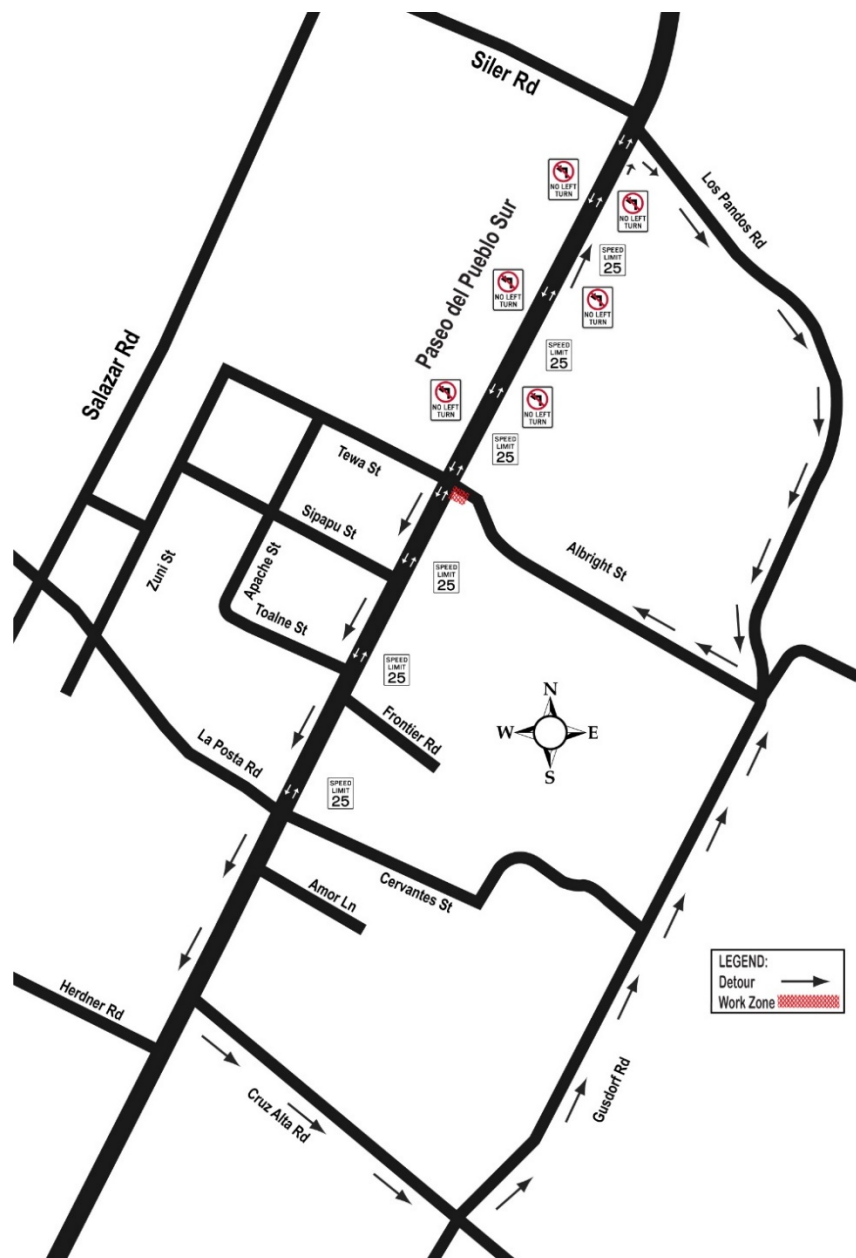 Siler Rd
Los Pandos Rd
NO LEFT
TURN
NO LEFT
TURN
Paseo del Pueblo Sur
SPEED
LIMIT
25
NO LEFT
TURN
NO LEFT
TURN
Salazar Rd
SPEED
LIMIT
25
NO LEFT
TURN
NO LEFT
TURN
SPEED
LIMIT
25
Tewa St
Sipapu St
Zuni St
Apache St
Toalne St
Albright St
SPEED
LIMIT
25
SPEED
LIMIT
25
N
W
E
S
Frontier Rd
La Posta Rd
SPEED
LIMIT
25
Cervantes St
Amor Ln
LEGEND:
Detour
Work Zone
Herdner Rd
Cruz Alta Rd
Gusdorf Rd